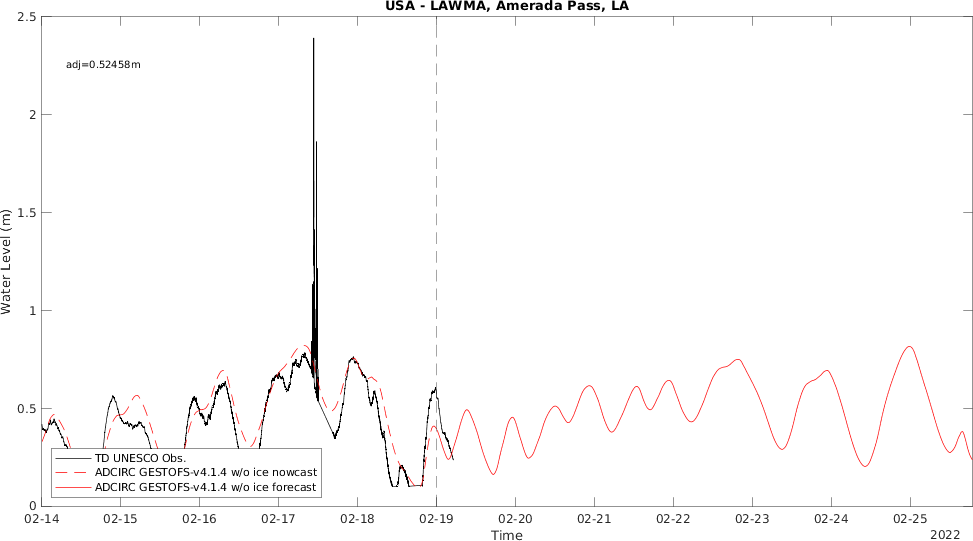 USA - LAWMA, Amerada Pass, LA
2.5
adj=0.52458m
2
1.5
Water Level (m)
1
0.5
TD UNESCO Obs.
ADCIRC GESTOFS-v4.1.4 w/o ice nowcast
ADCIRC GESTOFS-v4.1.4 w/o ice forecast
0
02-14 02-15 02-16 02-17 02-18 02-19 02-20 02-21 02-22 02-23 02-24 02-25
Time
2022